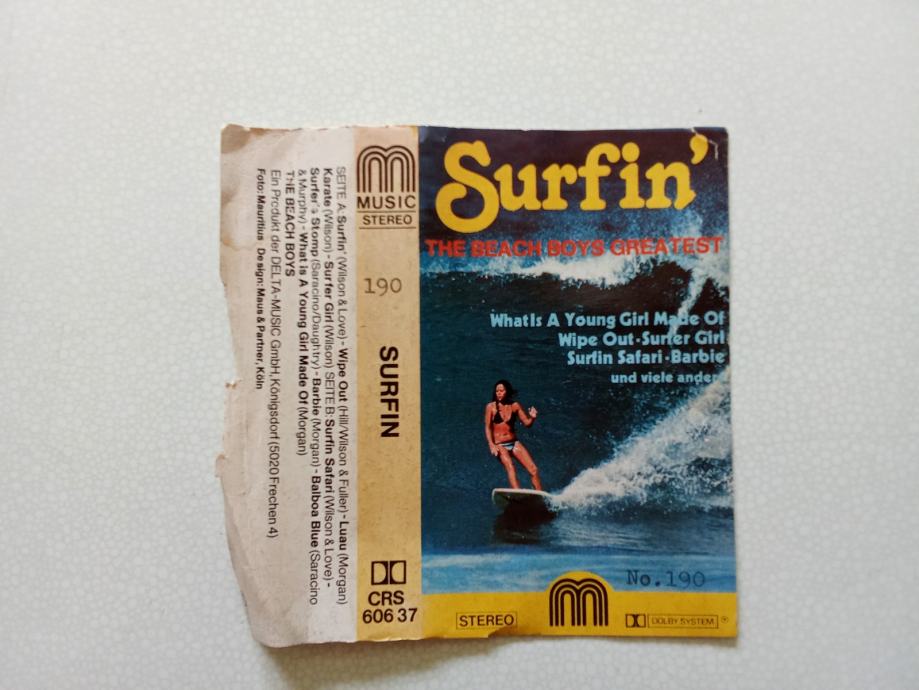 SEITE A: Surfin' (Wilson & Love) - Wipe Out (Hill/Wilson & Fuller) - Luau (Morgan)
Karate (Wilson) - Surfer Girl (Wilson) SEITE B: Surfin Safari (Wilson & Love) -
Surfer's Stomp (Saracino/Daughtry) - Barbie (Morgan) - Balboa Blue (Saracino
& Murphy) - What is A Young Girl Made Of (Morgan)
THE BEACH BOYS
Ein Produkt der DELTA-MUSIC GmbH, Königsdorf (5020 Frechen 4)
Foto: Mauritius Design: Maus & Partner, Köln
MUSIC
STEREO
190
SURFIN
CRS
606 37
Surfin'
THE BEACH BOYS GREATEST
What Is A Young Girl Made Of
Wipe Out · Surfer Girl
Surfin Safari · Barbie
und viele andere
No. 190
STEREO
DOLBY SYSTEM ®